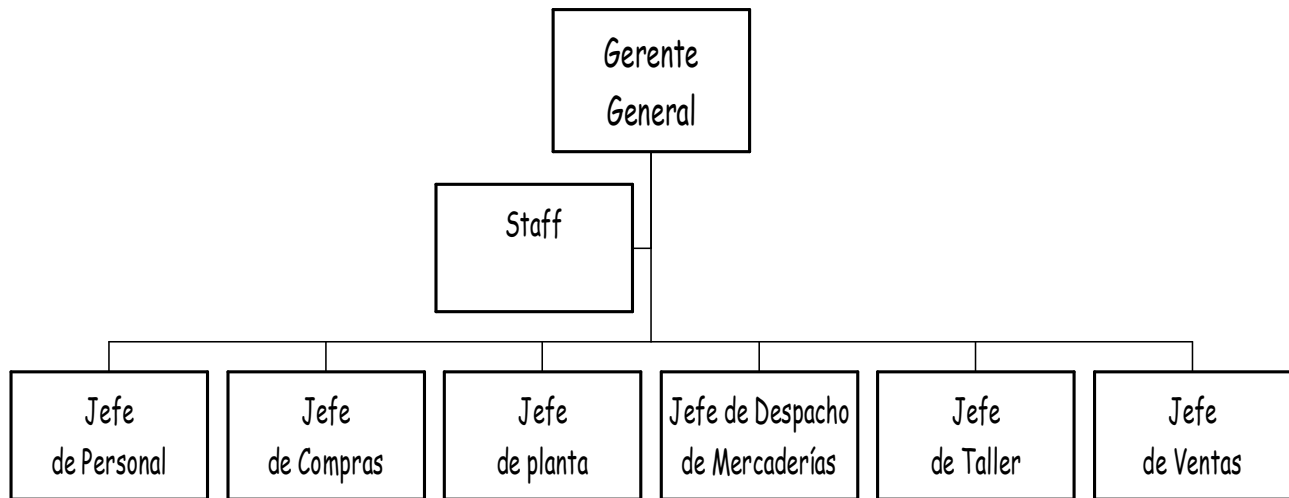 Gerente
General
Staff
Jefe
de Personal
Jefe
de Compras
Jefe
de planta
Jefe de Despacho
de Mercaderías
Jefe
de Taller
Jefe
de Ventas